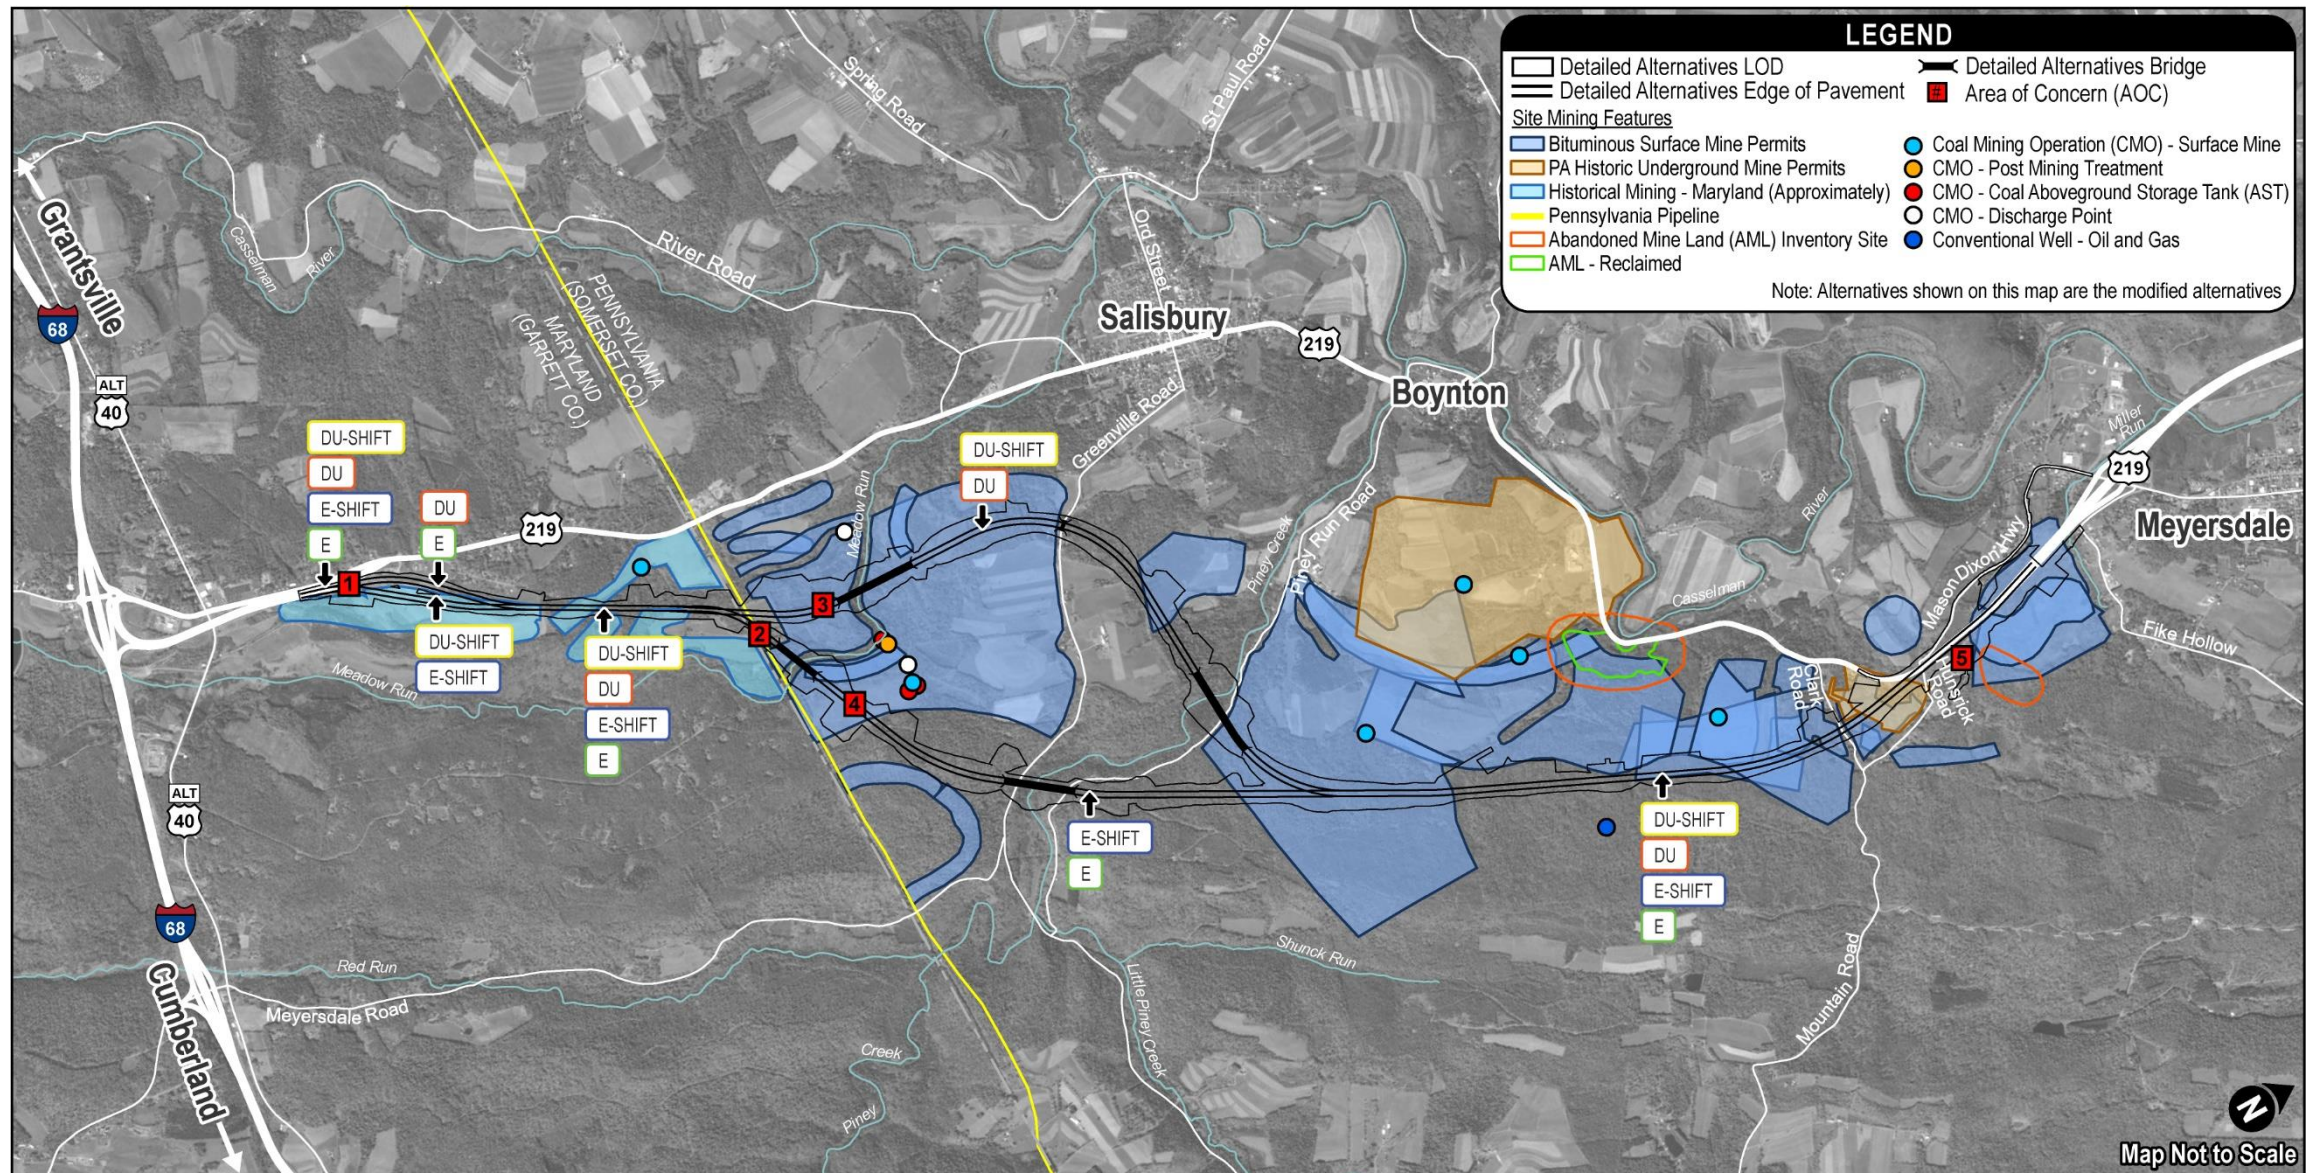 LEGEND
Detailed Alternatives LOD
Detailed Alternatives Edge of Pavement
Detailed Alternatives Bridge
# Area of Concern (AOC)
Site Mining Features
Bituminous Surface Mine Permits
PA Historic Underground Mine Permits
Historical Mining - Maryland (Approximately)
Pennsylvania Pipeline
Abandoned Mine Land (AML) Inventory Site
AML - Reclaimed
Coal Mining Operation (CMO) - Surface Mine
CMO - Post Mining Treatment
CMO - Coal Aboveground Storage Tank (AST)
CMO - Discharge Point
Conventional Well - Oil and Gas
Note: Alternatives shown on this map are the modified alternatives
Spring Road
St Paul Road
Grantsville
Casselman
River
River Road
Ord Street
PENNSYLVANIA
(SOMERSET CO.)
MARYLAND
(GARRETT CO.)
68
Salisbury
219
Boynton
ALT
40
Greenville Road
Miller
Run
219
Meyersdale
DU-SHIFT
DU
E-SHIFT
E
DU
E
219
DU-SHIFT
DU
Meadow Run
Piney Creek
Piney Run Road
River
Casselman
Mason Dixon Hwy
Fike Hollow
1
2
3
4
5
Clark
Road
Hunsrick
Road
DU-SHIFT
E-SHIFT
Meadow Run
DU-SHIFT
DU
E-SHIFT
E
ALT
40
E-SHIFT
E
DU-SHIFT
DU
E-SHIFT
E
68
Cumberland
Red Run
Meyersdale Road
Shunck Run
Little Piney Creek
Creek
Piney
Mountain Road
N
Map Not to Scale